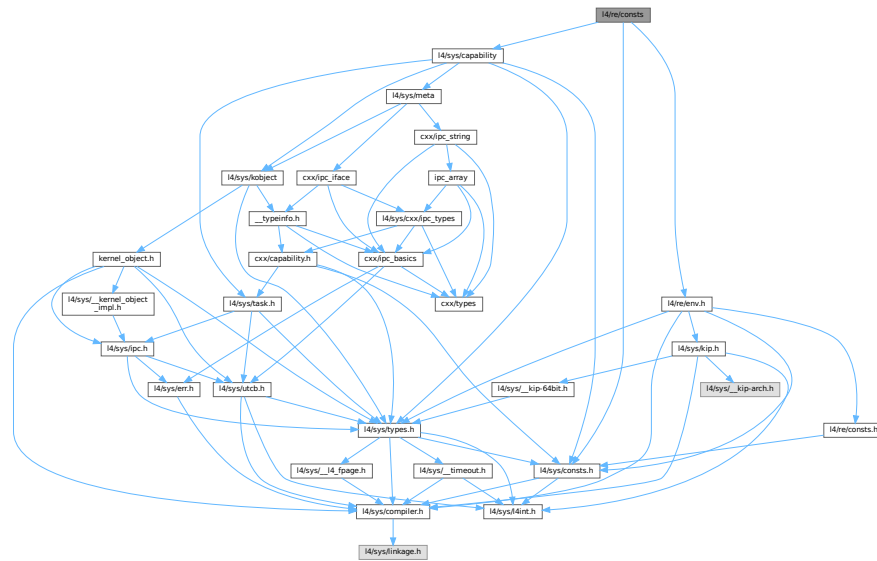 l4/re/consts
l4/sys/capability
l4/sys/meta
cxx/ipc_string
l4/sys/kobject
cxx/ipc_iface
ipc_array
__typeinfo.h
l4/sys/cxx/ipc_types
kernel_object.h
cxx/capability.h
cxx/ipc_basics
l4/sys/__kernel_object
_impl.h
l4/sys/task.h
cxx/types
l4/re/env.h
l4/sys/ipc.h
l4/sys/kip.h
l4/sys/err.h
l4/sys/utcb.h
l4/sys/__kip-64bit.h
l4/sys/__kip-arch.h
l4/sys/types.h
l4/re/consts.h
l4/sys/__l4_fpage.h
l4/sys/__timeout.h
l4/sys/consts.h
l4/sys/compiler.h
l4/sys/l4int.h
l4/sys/linkage.h